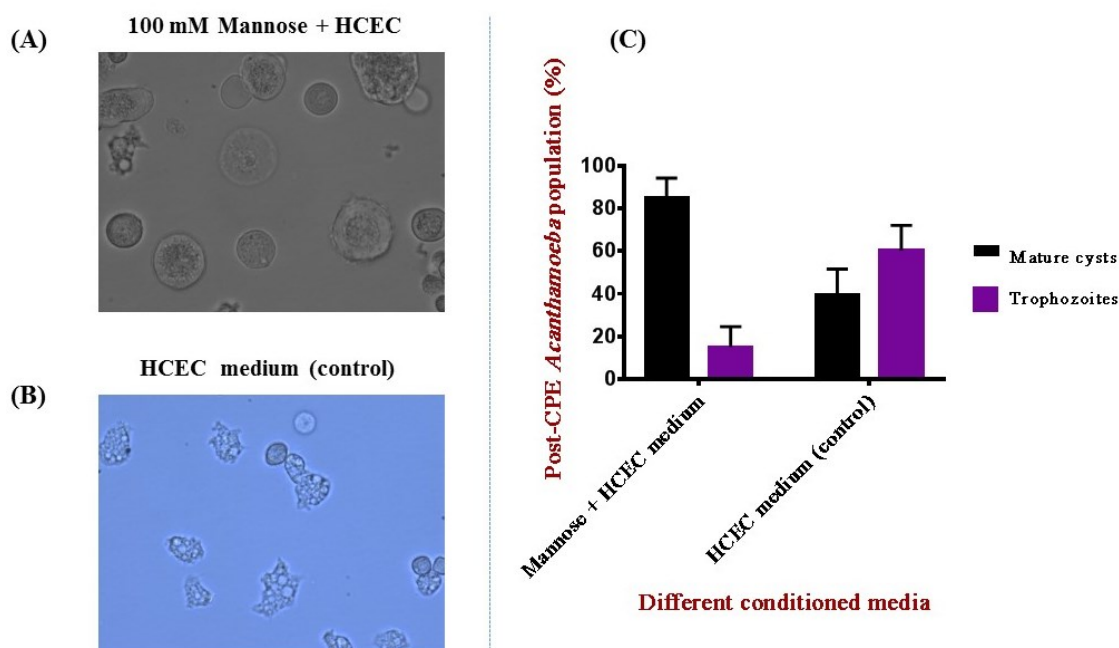 (A)
100 mM Mannose + HCEC
HCEC medium (control)
(B)
(C)
Post-CPE Acanthamoeba population (%)
100
80
60
40
20
0
Mannose + HCEC medium
HCEC medium (control)
Different conditioned media
Mature cysts
Trophozoites